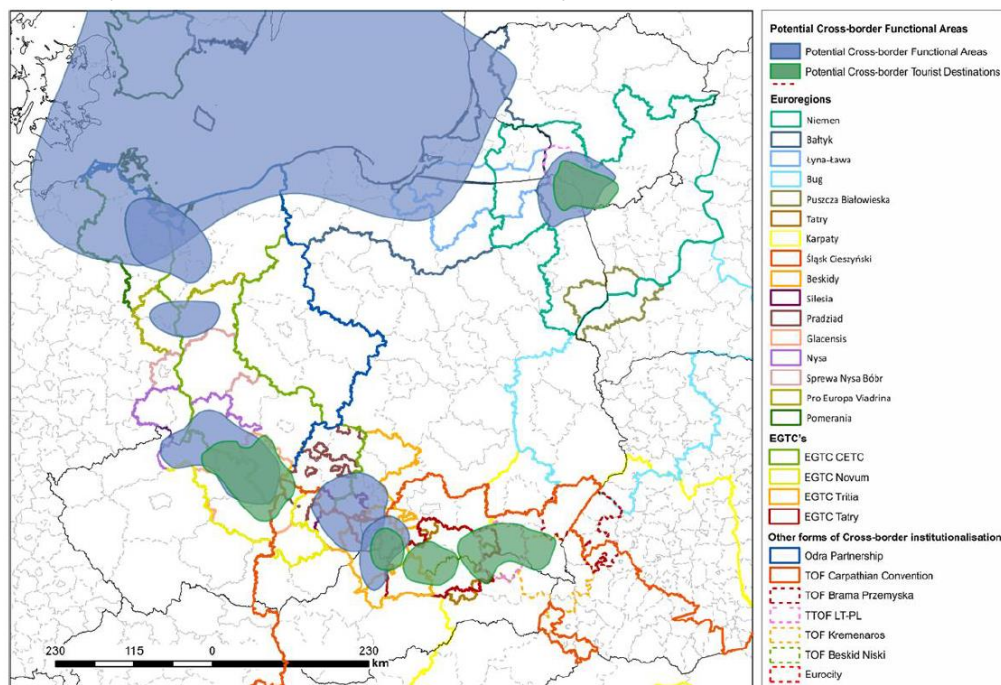 Potential Cross-border Functional Areas
Potential Cross-border Functional Areas
Potential Cross-border Tourist Destinations
Euroregions
Niemen
Bałtyk
Łyna-Ława
Bug
Puszcza Białowieska
Tatry
Karpaty
Śląsk Cieszyński
Beskidy
Silesia
Pradziad
Glacensis
Nysa
Sprewa Nysa Bóbr
Pro Europa Viadrina
Pomerania
EGTC's
EGTC CETC
EGTC Novum
EGTC Tritia
EGTC Tatry
Other forms of Cross-border institutionalisation
Odra Partnership
TOF Carpathian Convention
TOF Brama Przemyska
TTOF LT-PL
TOF Kremenaros
TOF Beskid Niski
Eurocity
230 115 0 230
km